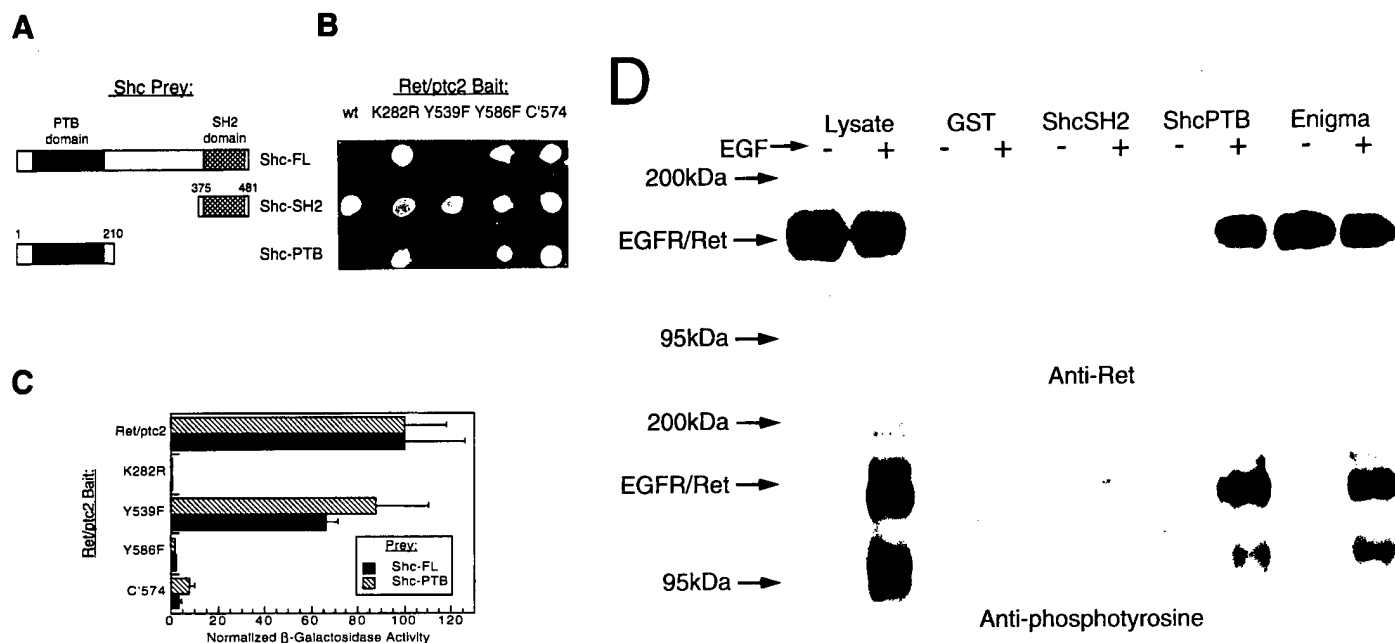 A
Shc Prey:
PTB
domain
SH2
domain
Shc-FL
375 481
Shc-SH2
1 210
Shc-PTB
B
Ret/ptc2 Bait:
wt K282R Y539F Y586F C'574
C
Ret/ptc2 Bait:
Ret/ptc2
K282R
Y539F
Y586F
C'574
Prey:
Shc-FL
Shc-PTB
0 20 40 60 80 100 120
Normalized β-Galactosidase Activity
D
Lysate GST ShcSH2 ShcPTB Enigma
EGF - + - + - + - + - +
200kDa
EGFR/Ret
95kDa
Anti-Ret
200kDa
EGFR/Ret
95kDa
Anti-phosphotyrosine